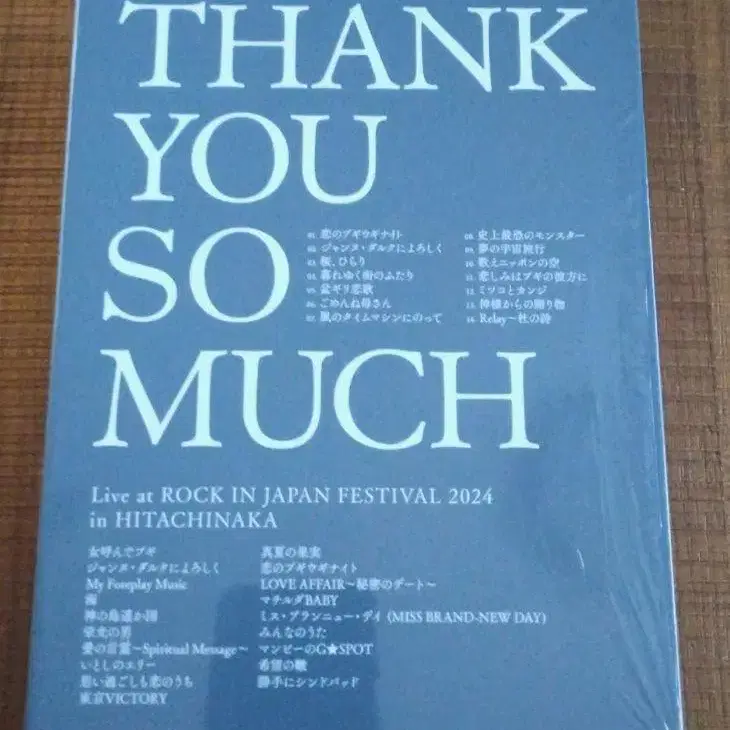 THANK
YOU
SO
MUCH
01. 恋のブギウギナイト
02. ジャンヌ・ダルクによろしく
03. 桜、ひらり
04. 暮れゆく街のふたり
05. 盆ギリ恋歌
06. ごめんね母さん
07. 風のタイムマシンにのって
08. 史上最恐のモンスター
09. 夢の宇宙旅行
10. 歌えニッポンの空
11. 悲しみはブギの彼方に
12. ミツコとカンジ
13. 神様からの贈り物
14. Relay〜杜の詩
Live at ROCK IN JAPAN FESTIVAL 2024
in HITACHINAKA
女呼んでブギ
ジャンヌ・ダルクによろしく
My Foreplay Music
海
神の島遥か国
栄光の男
愛の言霊〜Spiritual Message〜
いとしのエリー
思い過ごしも恋のうち
東京VICTORY
真夏の果実
恋のブギウギナイト
LOVE AFFAIR〜秘密のデート〜
マチルダBABY
ミス・ブランニュー・デイ (MISS BRAND-NEW DAY)
みんなのうた
マンピーのG★SPOT
希望の轍
勝手にシンドバッド